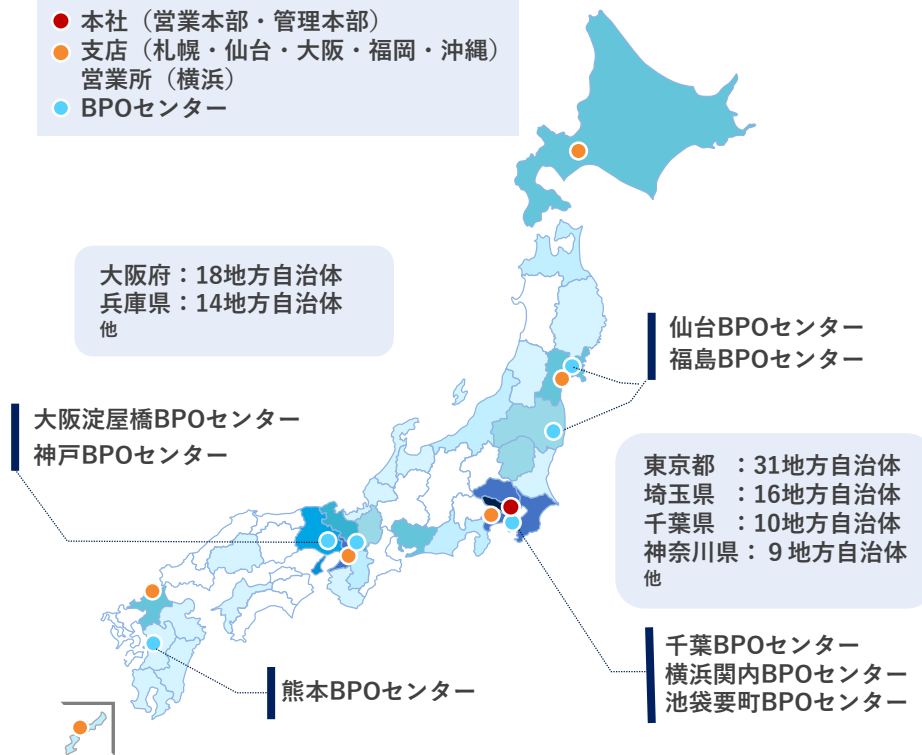 本社（営業本部・管理本部）
支店（札幌・仙台・大阪・福岡・沖縄）
営業所（横浜）
BPOセンター
大阪府：18地方自治体
兵庫県：14地方自治体
他
仙台BPOセンター
福島BPOセンター
大阪淀屋橋BPOセンター
神戸BPOセンター
東京都　：31地方自治体
埼玉県　：16地方自治体
千葉県　：10地方自治体
神奈川県：９地方自治体
他
千葉BPOセンター
横浜関内BPOセンター
池袋要町BPOセンター
熊本BPOセンター